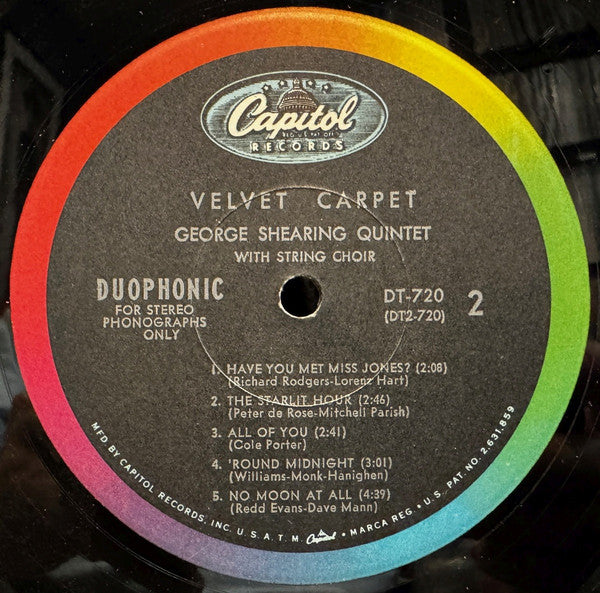 Capitol
REG. U.S. PAT. OFF.
RECORDS
VELVET CARPET
GEORGE SHEARING QUINTET
WITH STRING CHOIR
DUOPHONIC
FOR STEREO
PHONOGRAPHS
ONLY
DT-720
(DT2-720)
2
1. HAVE YOU MET MISS JONES? (2:08)
(Richard Rodgers-Lorenz Hart)
2. THE STARLIT HOUR (2:46)
(Peter de Rose-Mitchell Parish)
3. ALL OF YOU (2:41)
(Cole Porter)
4. 'ROUND MIDNIGHT (3:01)
(Williams-Monk-Hanighen)
5. NO MOON AT ALL (4:39)
(Redd Evans-Dave Mann)
MFD. BY CAPITOL RECORDS, INC. U.S.A. T.M. Capitol • MARCA REG. • U.S. PAT. NO. 2,631,859